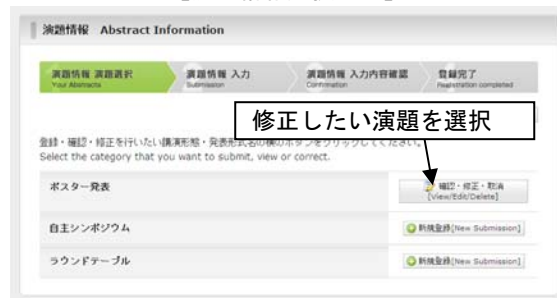 演題情報 Abstract Information
演題情報 演題選択
Your Abstracts
演題情報 入力
Submission
演題情報 入力内容確認
Confirmation
登録完了
Registration completed
修正したい演題を選択
登録・確認・修正を行いたい講演形態・発表形式名の横のボタンをクリックしてください。
Select the category that you want to submit, view or correct.
ポスター発表
確認・修正・取消
[View/Edit/Delete]
自主シンポジウム
新規登録[New Submission]
ラウンドテーブル
新規登録[New Submission]